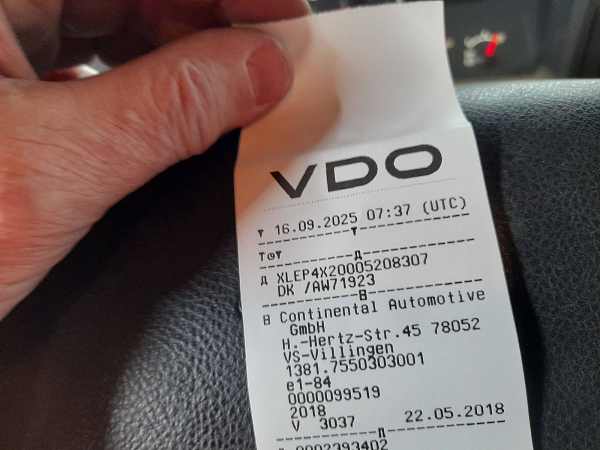 VDO
▼ 16.09.2025 07:37 (UTC)
----------▼----------
T⊙▼
----------д----------
д XLEP4X20005208307
DK /AW71923
----------B----------
B Continental Automotive
GmbH
H.-Hertz-Str.45 78052
VS-Villingen
1381.7550303001
e1-84
0000099519
2018
V 3037 22.05.2018
----------п----------